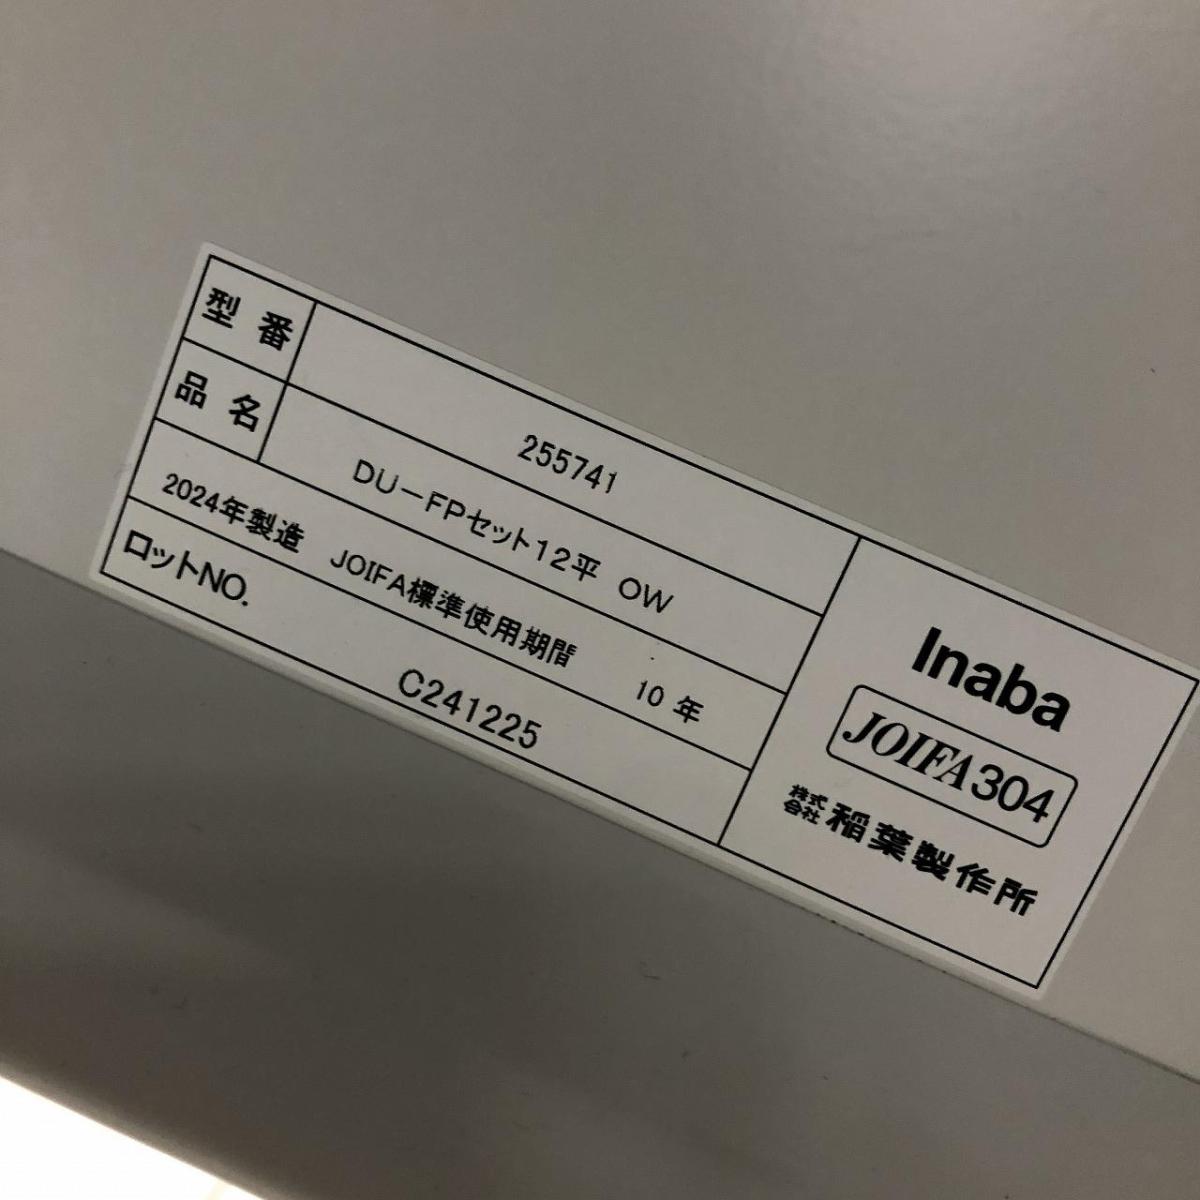 型番 255741
品名 DU-FPセット12平 OW
2024年製造 JOIFA標準使用期間 10年
ロットNO. C241225
Inaba
JOIFA304
株式会社 稲葉製作所